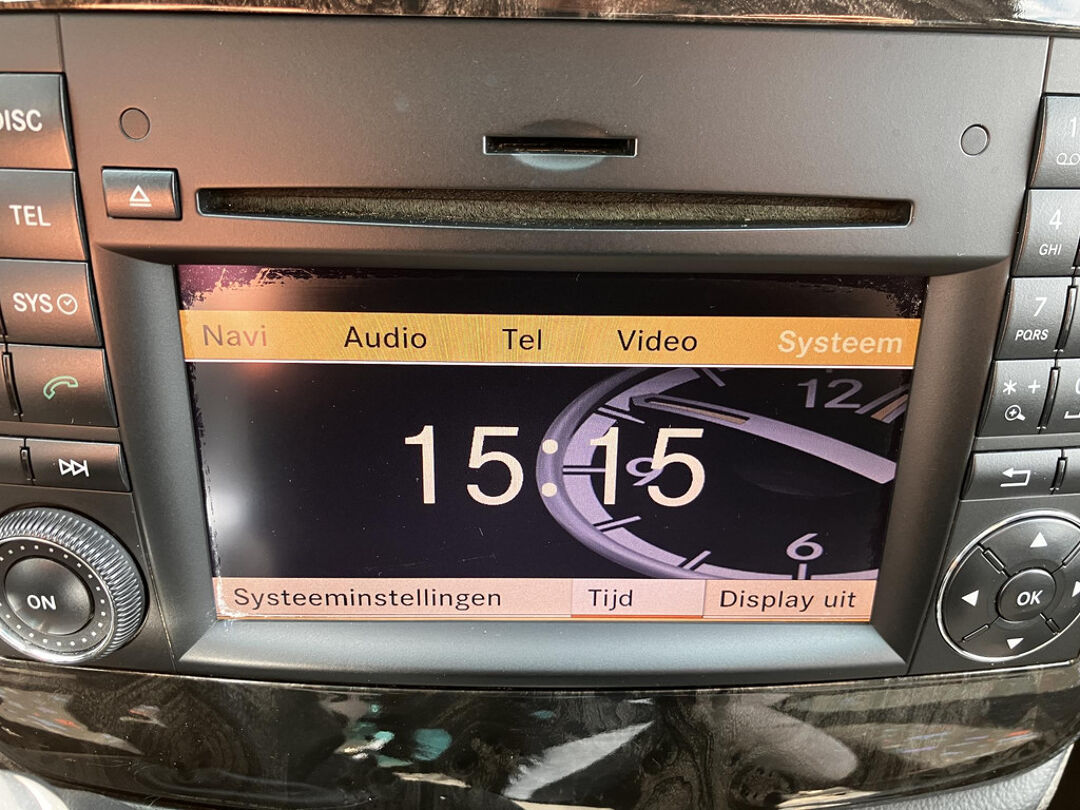 DISC
TEL
SYS
Navi Audio Tel Video Systeem
15:15
12
9
6
Systeeminstellingen Tijd Display uit
ON
1
4
GHI
7
PQRS
* +
OK